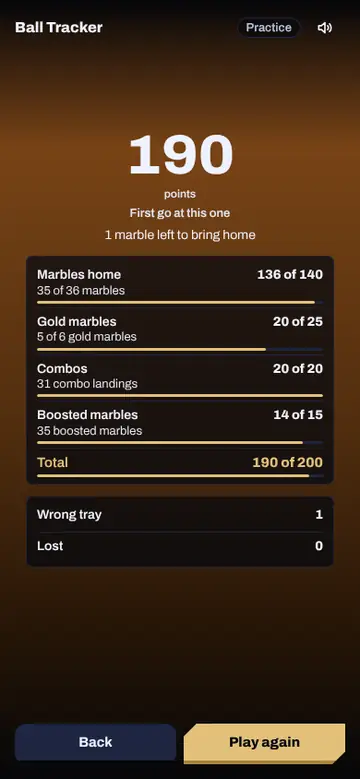 Ball Tracker
Practice
190
points
First go at this one
1 marble left to bring home
Marbles home 136 of 140
35 of 36 marbles
Gold marbles 20 of 25
5 of 6 gold marbles
Combos 20 of 20
31 combo landings
Boosted marbles 14 of 15
35 boosted marbles
Total 190 of 200
Wrong tray 1
Lost 0
Back
Play again